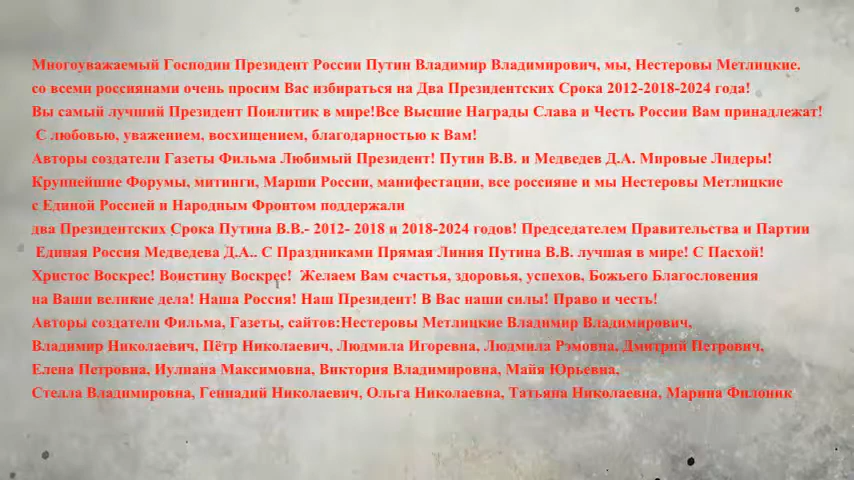 Многоуважаемый Господин Президент России Путин Владимир Владимирович, мы, Нестеровы Метлицкие.
со всеми россиянами очень просим Вас избираться на Два Президентских Срока 2012-2018-2024 года!
Вы самый лучший Президент Поилитик в мире!Все Высшие Награды Слава и Честь России Вам принадлежат!
С любовью, уважением, восхищением, благодарностью к Вам!
Авторы создатели Газеты Фильма Любимый Президент! Путин В.В. и Медведев Д.А. Мировые Лидеры!
Крупнейшие Форумы, митинги, Марши России, манифестации, все россияне и мы Нестеровы Метлицкие
с Единой Россией и Народным Фронтом поддержали
два Президентских Срока Путина В.В.- 2012- 2018 и 2018-2024 годов! Председателем Правительства и Партии
Единая Россия Медведева Д.А.. С Праздниками Прямая Линия Путина В.В. лучшая в мире! С Пасхой!
Христос Воскрес! Воистину Воскрес! Желаем Вам счастья, здоровья, успехов, Божьего Благословения
на Ваши великие дела! Наша Россия! Наш Президент! В Вас наши силы! Право и честь!
Авторы создатели Фильма, Газеты, сайтов:Нестеровы Метлицкие Владимир Владимирович,
Владимир Николаевич, Пётр Николаевич, Людмила Игоревна, Людмила Рэмовна, Дмитрий Петрович,
Елена Петровна, Иулиана Максимовна, Виктория Владимировна, Майя Юрьевна,
Стелла Владимировна, Геннадий Николаевич, Ольга Николаевна, Татьяна Николаевна, Марина Филоник